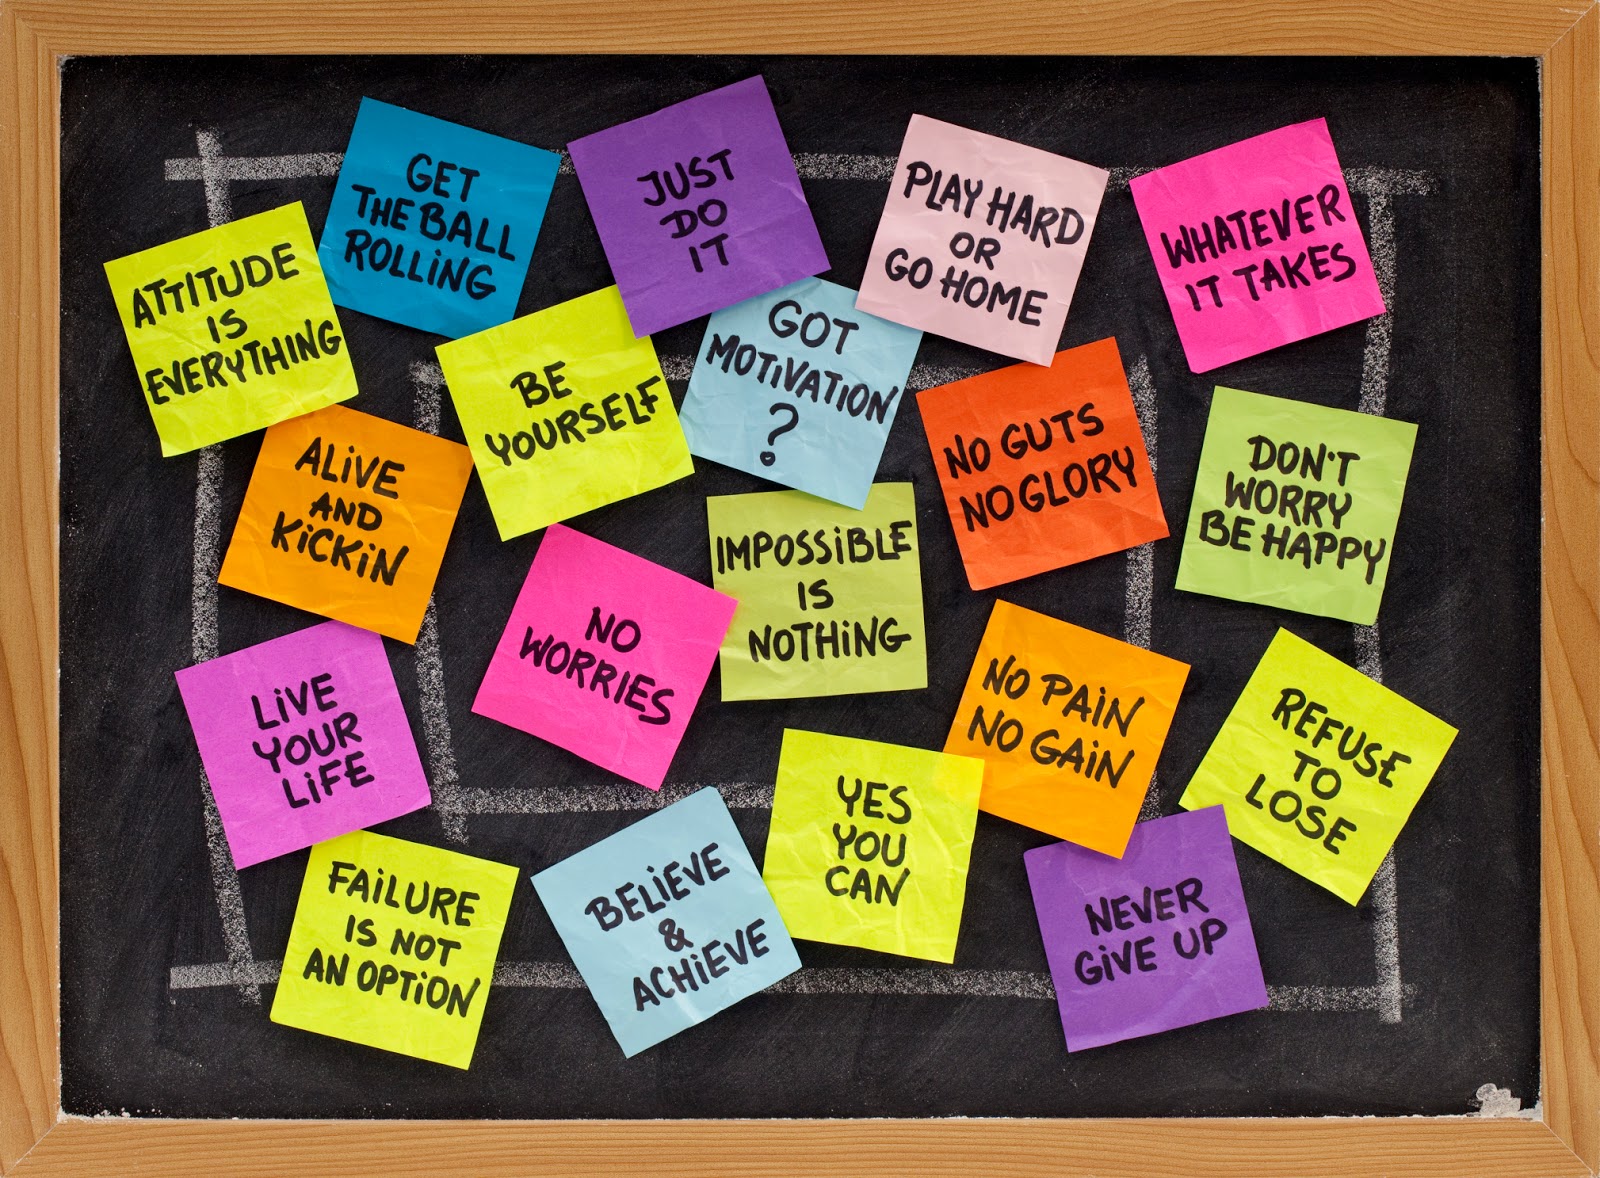 GET
THE BALL
ROLLiNG
JUST
DO
IT
PLAY HARD
OR
GO HOME
WHATEVER
IT TAKES
ATTITUDE
IS
EVERYTHING
BE
YOURSELF
GOT
MOTiVATION
?
NO GUTS
NO GLORY
DON'T
WORRY
BE HAPPY
ALiVE
AND
KiCKiN
NO
WORRIES
IMPOSSiBLE
IS
NOTHiNG
NO PAiN
NO GAiN
REFUSE
TO
LOSE
LiVE
YOUR
LiFE
YES
YOU
CAN
FAiLURE
IS NOT
AN OPTiON
BELiEVE
&
ACHiEVE
NEVER
GiVE UP